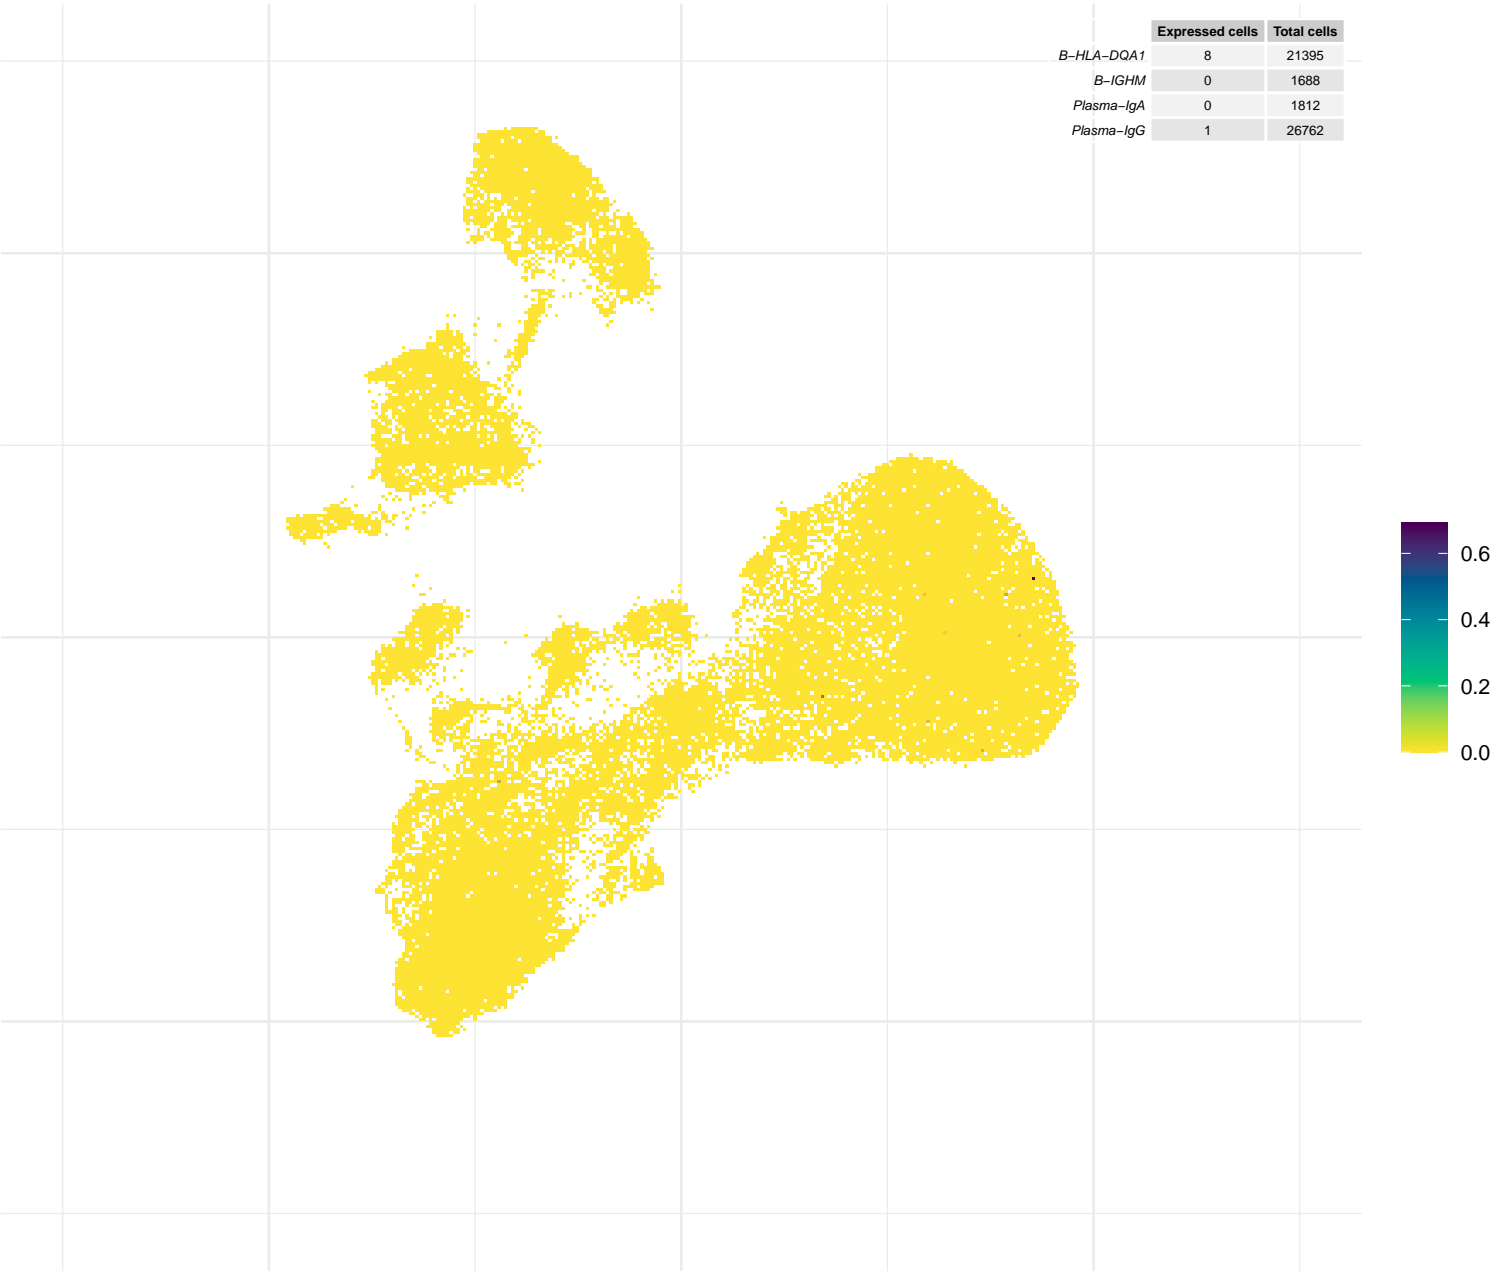 Expressed cells Total cells
B−HLA−DQA1 8 21395
B−IGHM 0 1688
Plasma−IgA 0 1812
Plasma−IgG 1 26762
0.6
0.4
0.2
0.0